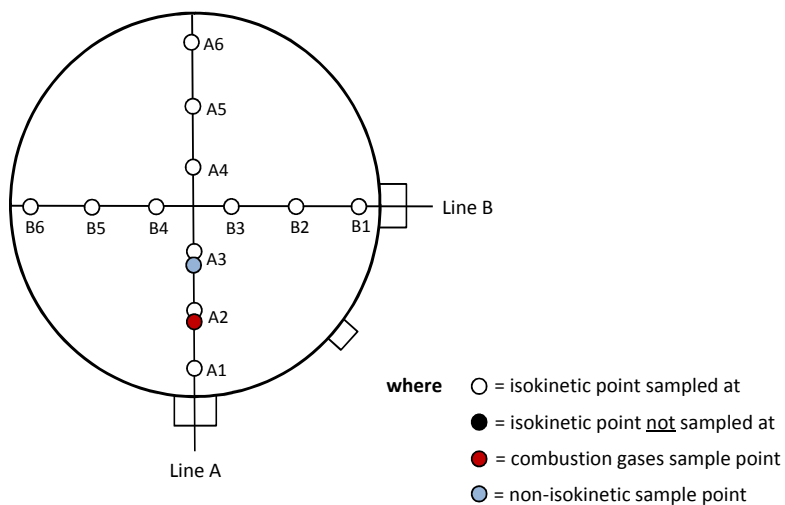 A6
A5
A4
Line B
B6 B5 B4 B3 B2 B1
A3
A2
A1
where = isokinetic point sampled at
= isokinetic point not sampled at
= combustion gases sample point
Line A
= non-isokinetic sample point